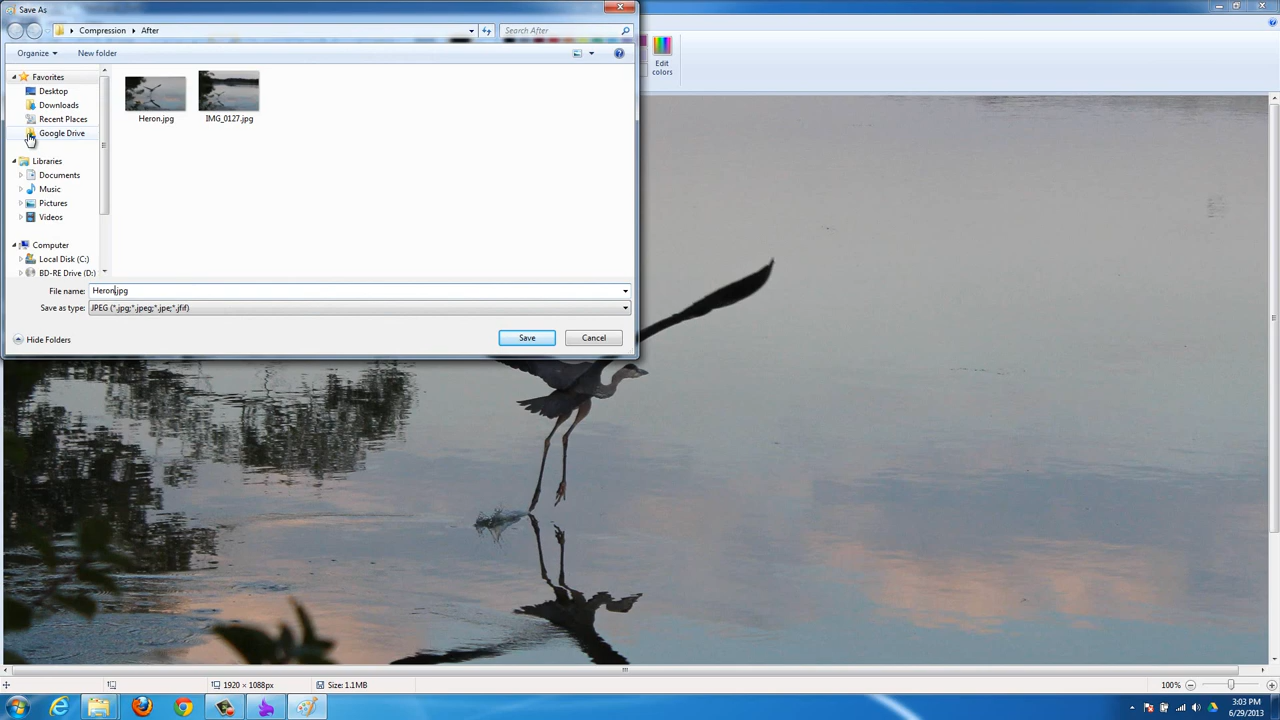 Save As
Compression
After
Search After
Organize
New folder
Edit
colors
Favorites
Desktop
Downloads
Recent Places
Google Drive
Heron.jpg
IMG_0127.jpg
Libraries
Documents
Music
Pictures
Videos
Computer
Local Disk (C:)
BD-RE Drive (D:)
File name:
Heron.jpg
Save as type:
JPEG (*.jpg;*.jpeg;*.jpe;*.jfif)
Hide Folders
Save
Cancel
1920 × 1088px
Size: 1.1MB
100%
3:03 PM
6/29/2013